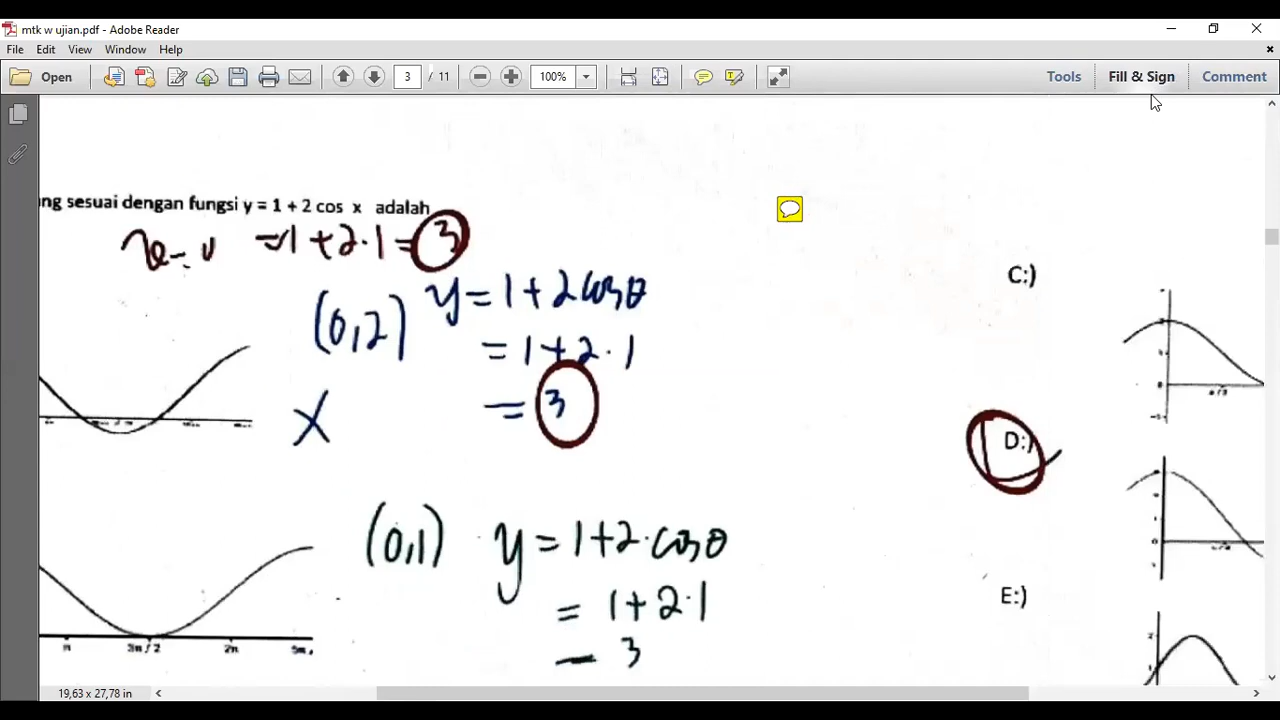 mtk w ujian.pdf - Adobe Reader
File Edit View Window Help
Open 3 / 11 100% Tools Fill & Sign Comment
ng sesuai dengan fungsi y = 1 + 2 cos x adalah
= 1 + 2 . 1 = 3
(0,2) y = 1 + 2 cos θ
= 1 + 2 . 1
X = 3
C:)
D:)
(0,1) y = 1 + 2 . cos θ
= 1 + 2 . 1
3
E:)
π 3π/2 2π
2
1
19,63 x 27,78 in